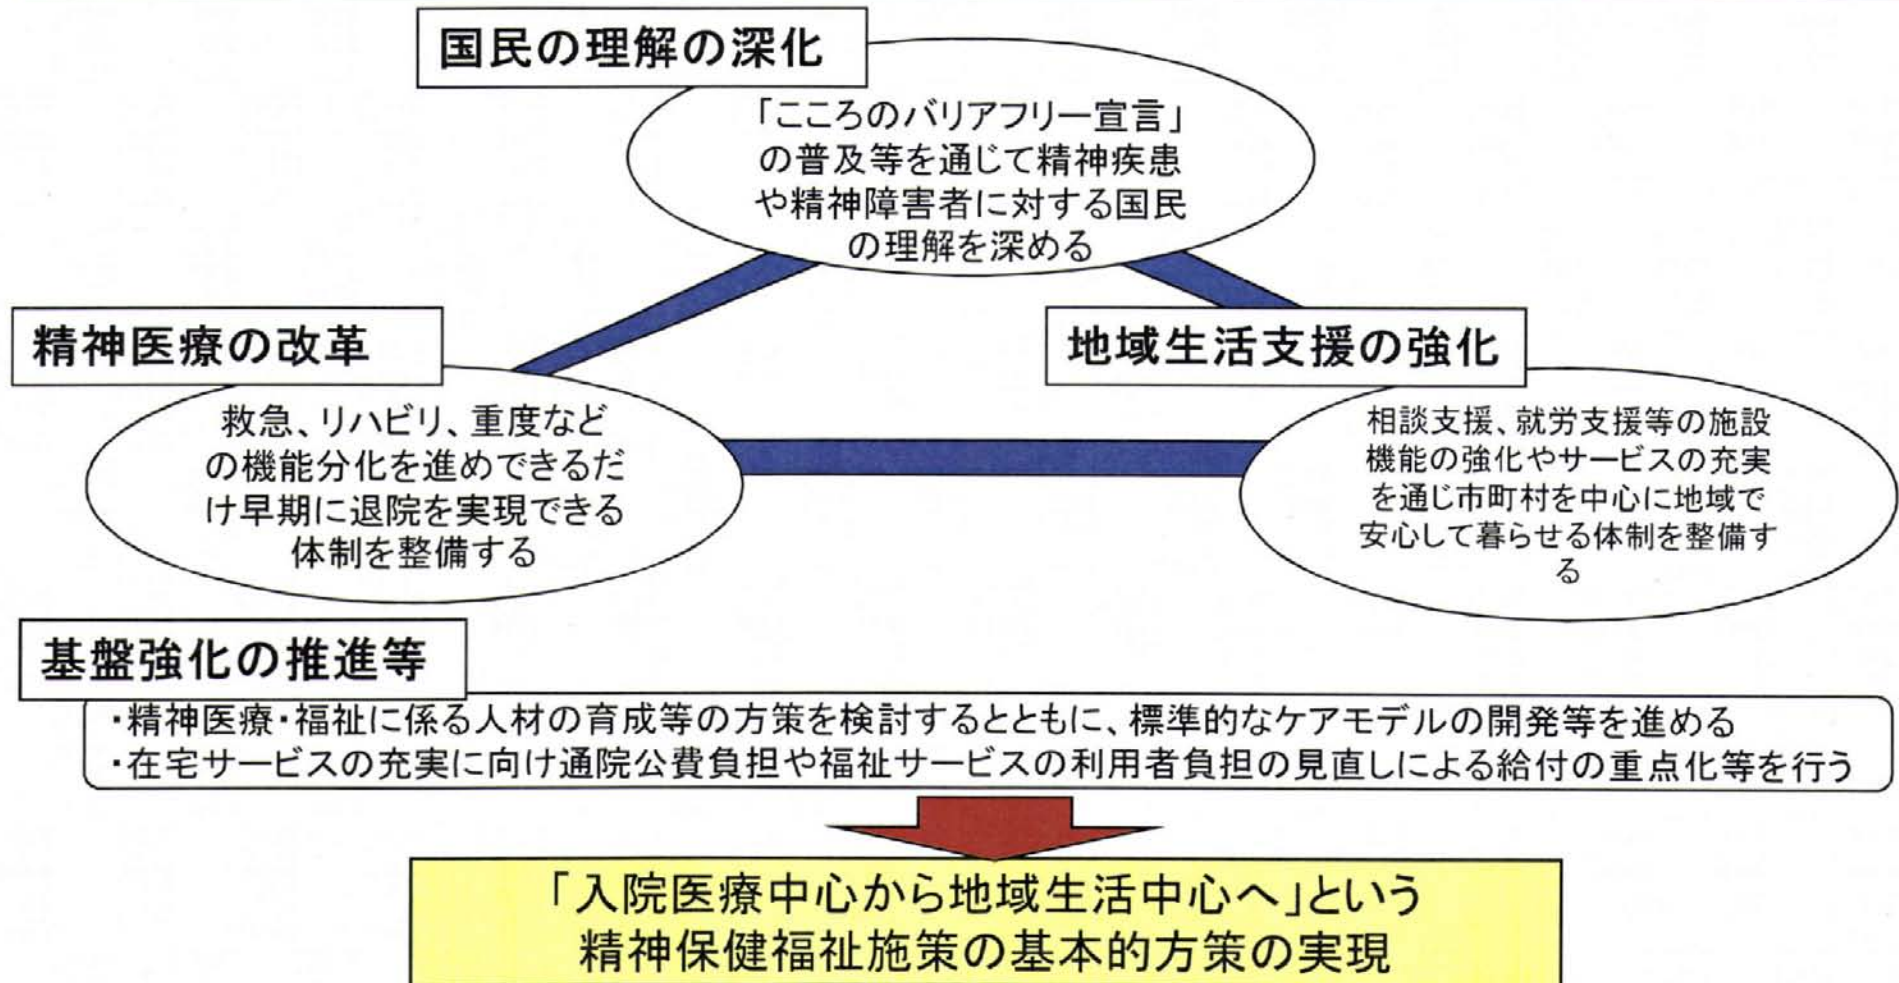 国民の理解の深化
「こころのバリアフリー宣言」
の普及等を通じて精神疾患
や精神障害者に対する国民
の理解を深める
精神医療の改革
救急、リハビリ、重度など
の機能分化を進めできるだ
け早期に退院を実現できる
体制を整備する
地域生活支援の強化
相談支援、就労支援等の施設
機能の強化やサービスの充実
を通じ市町村を中心に地域で
安心して暮らせる体制を整備す
る
基盤強化の推進等
・精神医療・福祉に係る人材の育成等の方策を検討するとともに、標準的なケアモデルの開発等を進める
・在宅サービスの充実に向け通院公費負担や福祉サービスの利用者負担の見直しによる給付の重点化等を行う
「入院医療中心から地域生活中心へ」という
精神保健福祉施策の基本的方策の実現